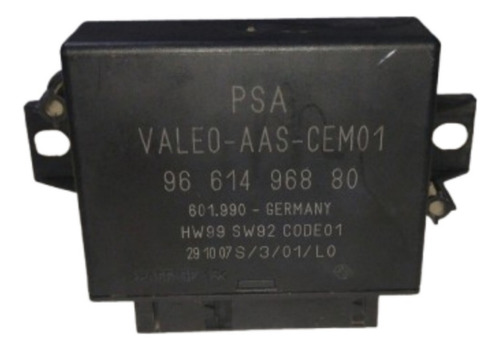 PSA
VALEO-AAS-CEM01
96 614 968 80
601.990 - GERMANY
HW99 SW92 CODE01
291007S/3/01/L0